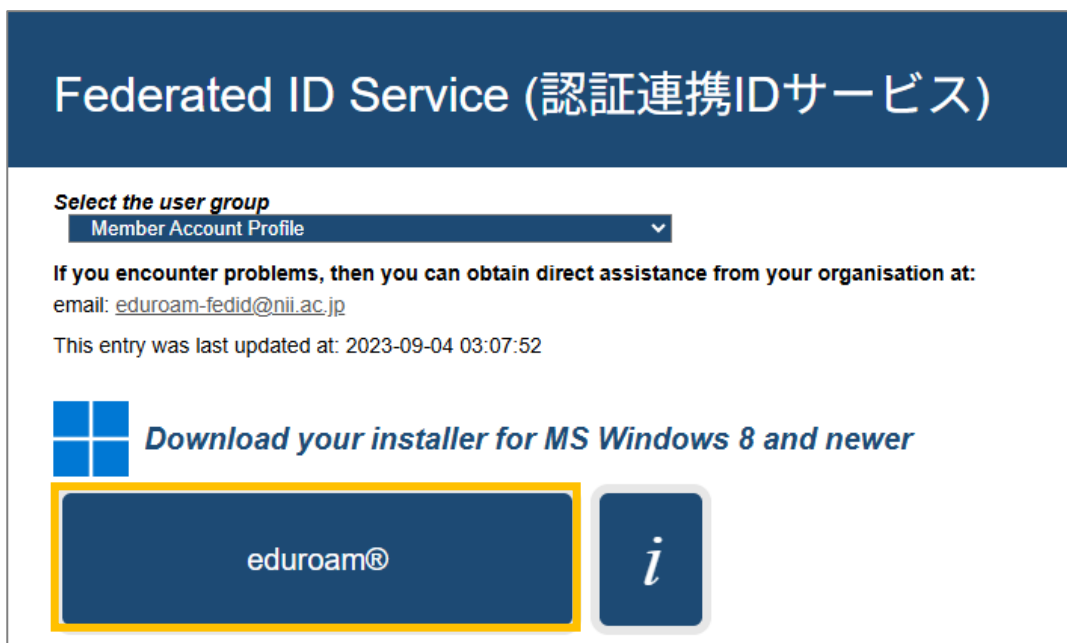 Federated ID Service (認証連携IDサービス)
Select the user group
Member Account Profile
If you encounter problems, then you can obtain direct assistance from your organisation at:
email: eduroam-fedid@nii.ac.jp
This entry was last updated at: 2023-09-04 03:07:52
Download your installer for MS Windows 8 and newer
eduroam®
i